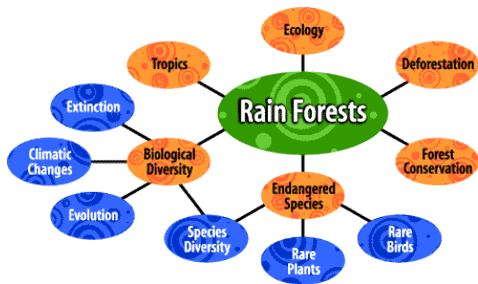 Ecology
Tropics
Deforestation
Rain Forests
Extinction
Climatic
Changes
Biological
Diversity
Forest
Conservation
Evolution
Endangered
Species
Species
Diversity
Rare
Plants
Rare
Birds